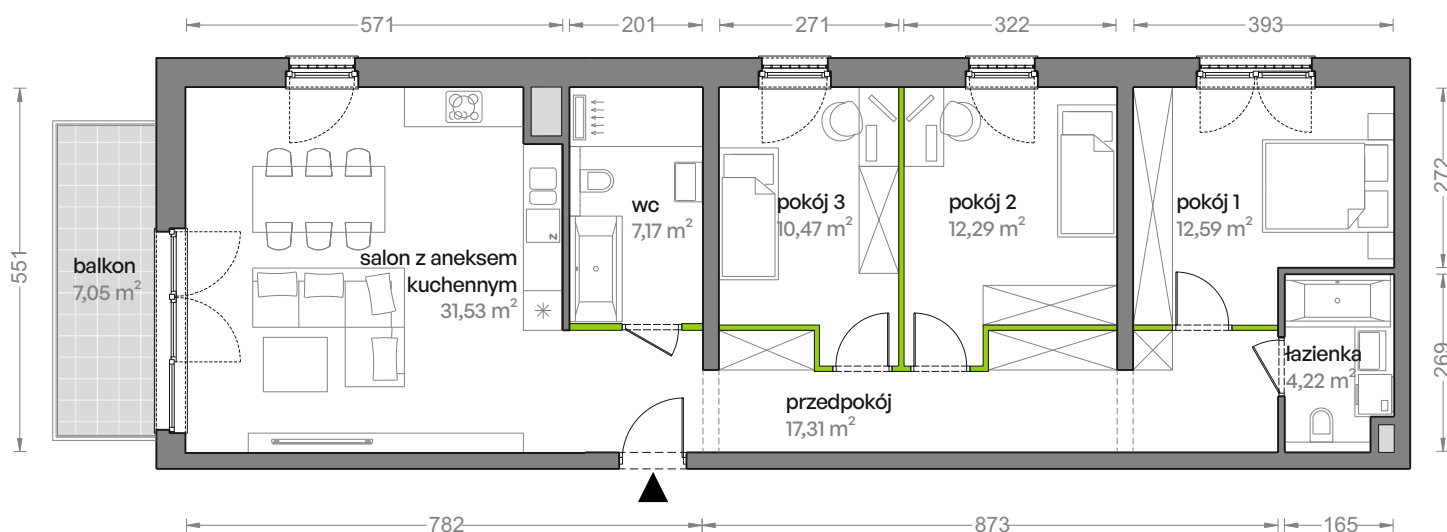 571
201
271
322
393
551
272
269
balkon
7,05 m²
salon z aneksem
kuchennym
31,53 m²
N
wc
7,17 m²
pokój 3
10,47 m²
pokój 2
12,29 m²
pokój 1
12,59 m²
łazienka
4,22 m²
przedpokój
17,31 m²
782
873
165